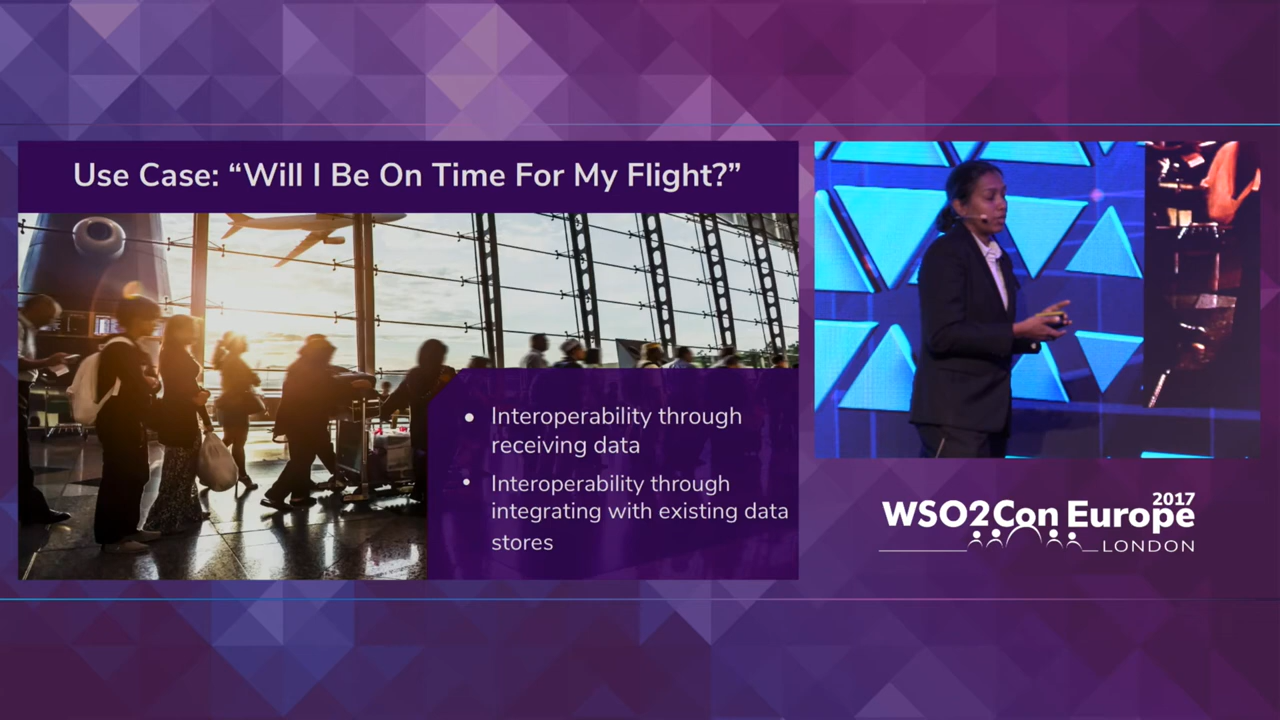 Use Case: “Will I Be On Time For My Flight?”
● Interoperability through
receiving data
• Interoperability through
integrating with existing data
stores
2017
WSO2Con Europe
LONDON